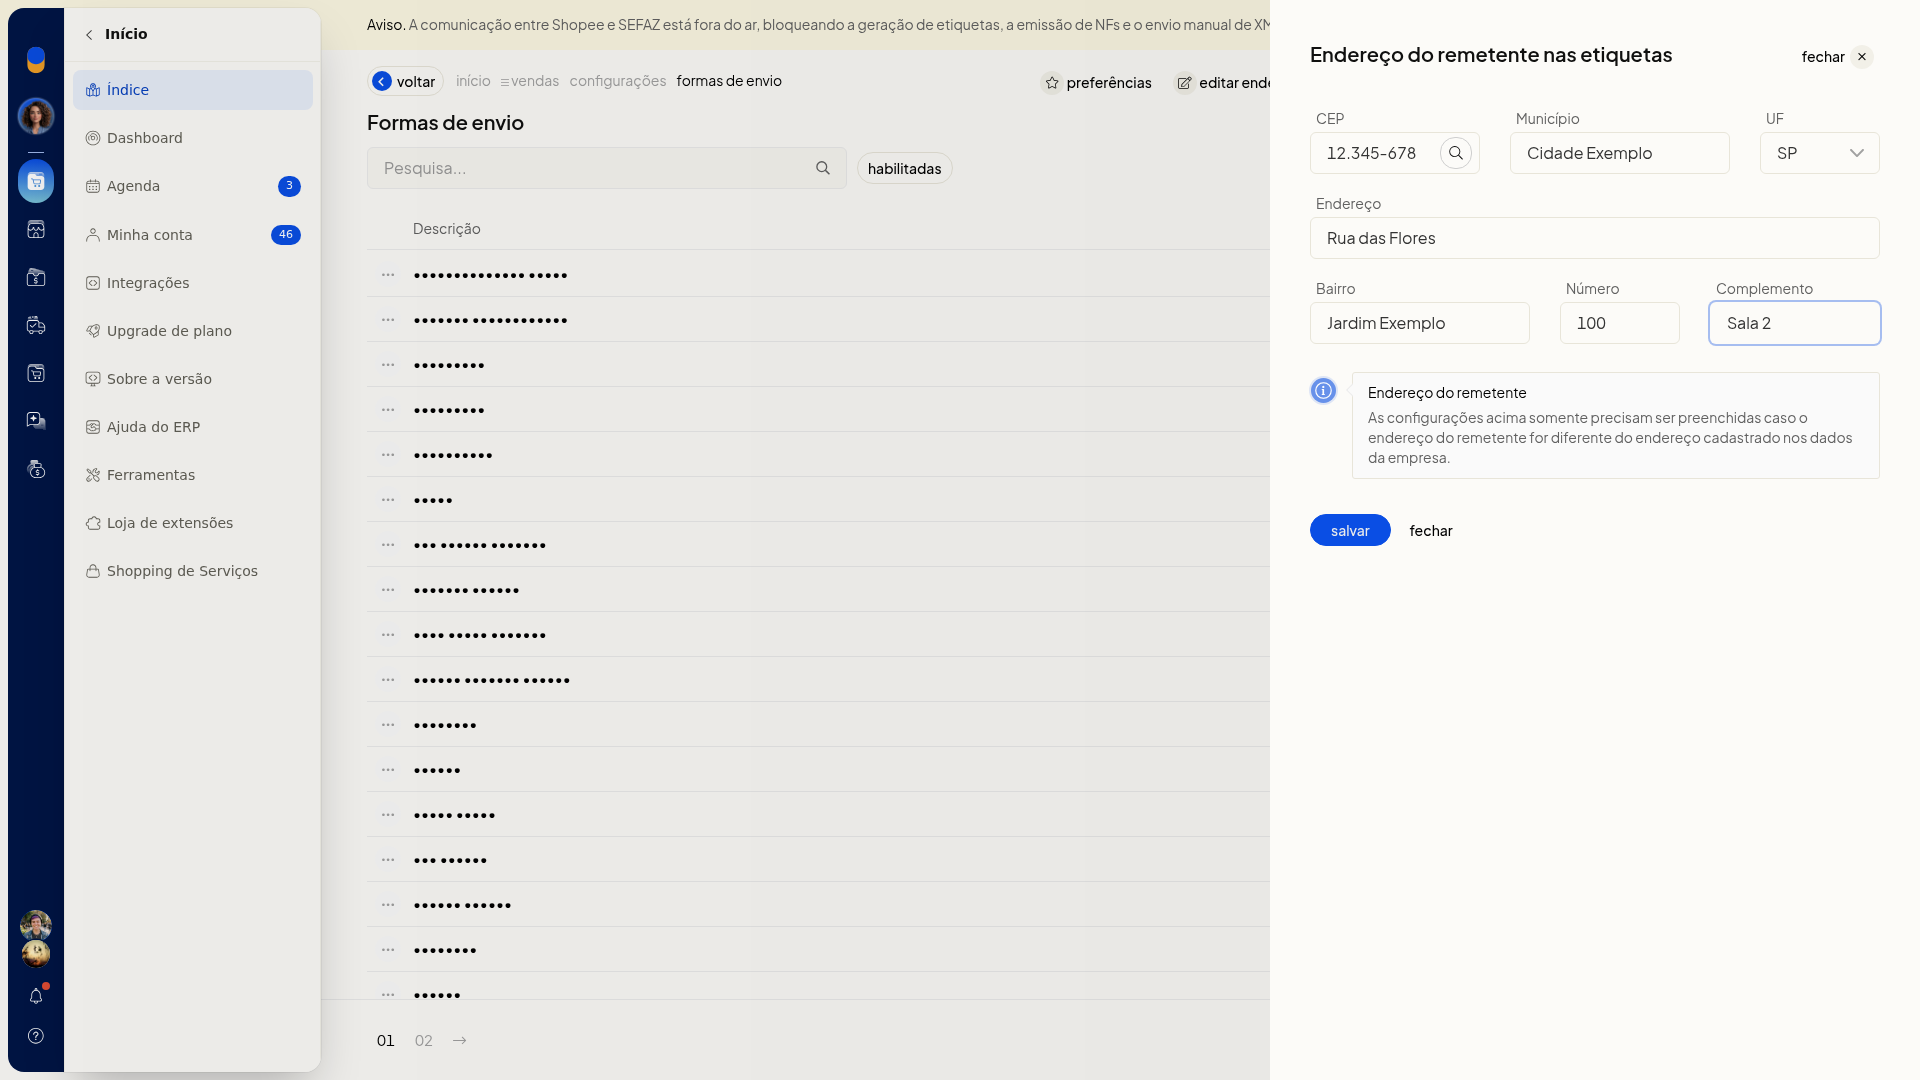 Início
Índice
Dashboard
Agenda
3
Minha conta
46
Integrações
Upgrade de plano
Sobre a versão
Ajuda do ERP
Ferramentas
Loja de extensões
Shopping de Serviços
Aviso. A comunicação entre Shopee e SEFAZ está fora do ar, bloqueando a geração de etiquetas, a emissão de NFs e o envio manual de XM
voltar
início
vendas
configurações
formas de envio
preferências
editar ende
Formas de envio
Pesquisa...
habilitadas
Descrição
•••••••••••••• •••••
••••••• ••••••••••••
•••••••••
•••••••••
••••••••••
•••••
••• •••••• •••••••
••••••• ••••••
•••• ••••• •••••••
•••••• ••••••• ••••••
••••••••
••••••
••••• •••••
••• ••••••
•••••• ••••••
••••••••
••••••
01 02 →
Endereço do remetente nas etiquetas
fechar
CEP Município UF
12.345-678 Cidade Exemplo SP
Endereço
Rua das Flores
Bairro Número Complemento
Jardim Exemplo 100 Sala 2
Endereço do remetente
As configurações acima somente precisam ser preenchidas caso o
endereço do remetente for diferente do endereço cadastrado nos dados
da empresa.
salvar fechar